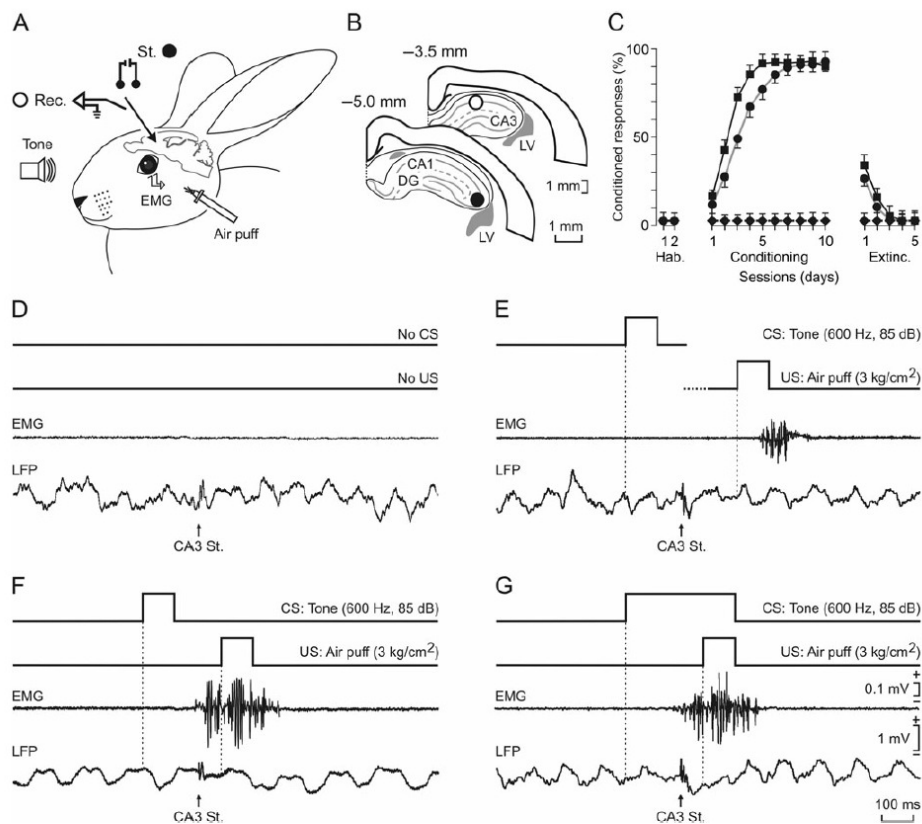 A
St.
Rec.
Tone
EMG
Air puff
B
–3.5 mm
–5.0 mm
CA3
LV
CA1
DG
1 mm
LV
1 mm
C
Conditioned responses (%)
100
50
0
1 2
1 5 10
1 5
Hab. Conditioning Extinc.
Sessions (days)
D
No CS
No US
EMG
LFP
CA3 St.
E
CS: Tone (600 Hz, 85 dB)
US: Air puff (3 kg/cm²)
EMG
LFP
CA3 St.
F
CS: Tone (600 Hz, 85 dB)
US: Air puff (3 kg/cm²)
EMG
LFP
CA3 St.
G
CS: Tone (600 Hz, 85 dB)
US: Air puff (3 kg/cm²)
EMG
+
0.1 mV
–
LFP
+
1 mV
–
CA3 St.
100 ms